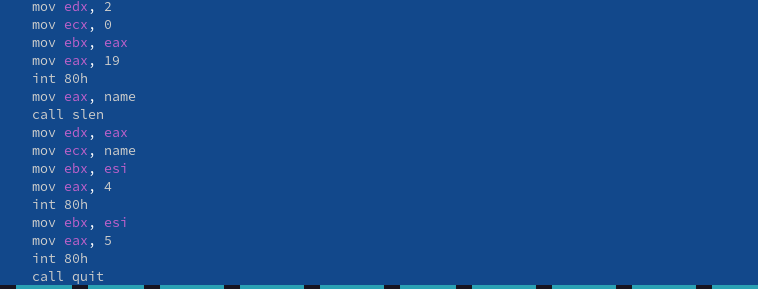 mov edx, 2
mov ecx, 0
mov ebx, eax
mov eax, 19
int 80h
mov eax, name
call slen
mov edx, eax
mov ecx, name
mov ebx, esi
mov eax, 4
int 80h
mov ebx, esi
mov eax, 5
int 80h
call quit